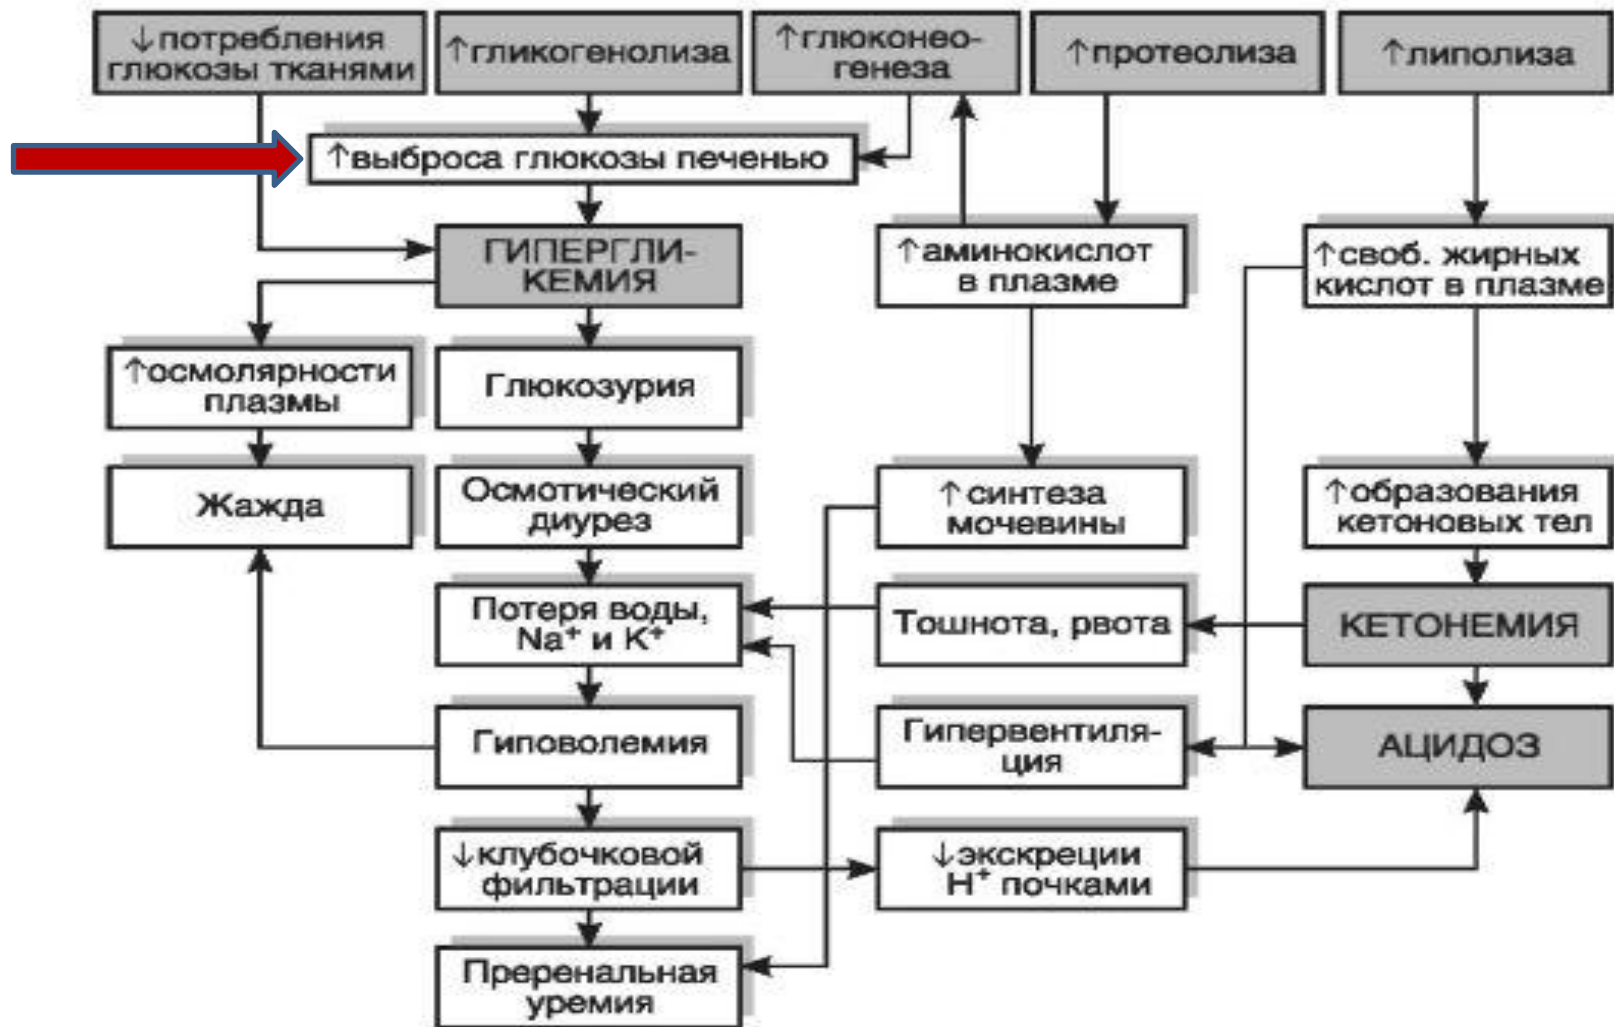 ↓потребления
глюкозы тканями
↑гликогенолиза
↑глюконео-
генеза
↑протеолиза
↑липолиза
↑выброса глюкозы печенью
ГИПЕРГЛИ-
КЕМИЯ
↑аминокислот
в плазме
↑своб. жирных
кислот в плазме
↑осмолярности
плазмы
Глюкозурия
Жажда
Осмотический
диурез
↑синтеза
мочевины
↑образования
кетоновых тел
Потеря воды,
Na⁺ и K⁺
Тошнота, рвота
КЕТОНЕМИЯ
Гиповолемия
Гипервентиля-
ция
АЦИДОЗ
↓клубочковой
фильтрации
↓экскреции
H⁺ почками
Преренальная
уремия